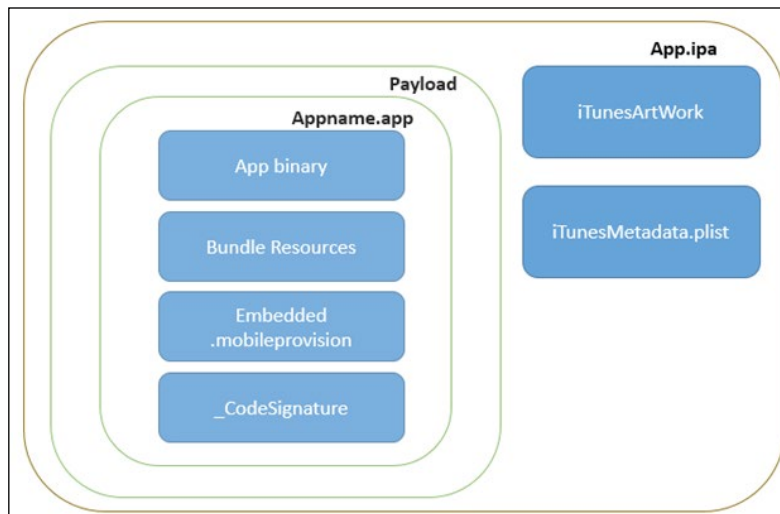 App.ipa
Payload
Appname.app
App binary
Bundle Resources
Embedded
.mobileprovision
_CodeSignature
iTunesArtWork
iTunesMetadata.plist